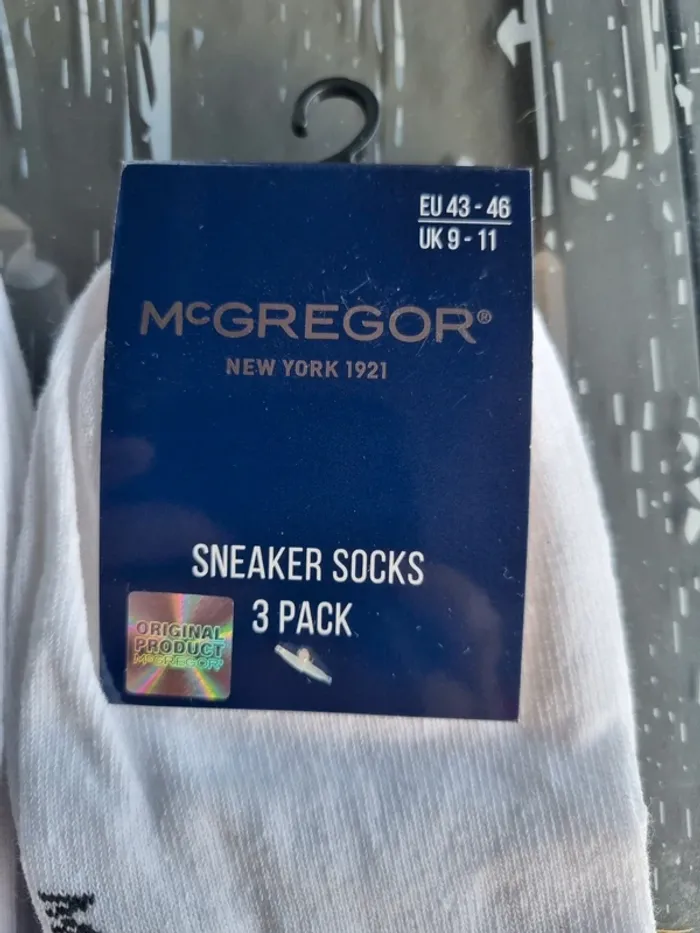 EU 43 - 46
UK 9 - 11
McGREGOR®
NEW YORK 1921
SNEAKER SOCKS
3 PACK
ORIGINAL
PRODUCT
McGREGOR®